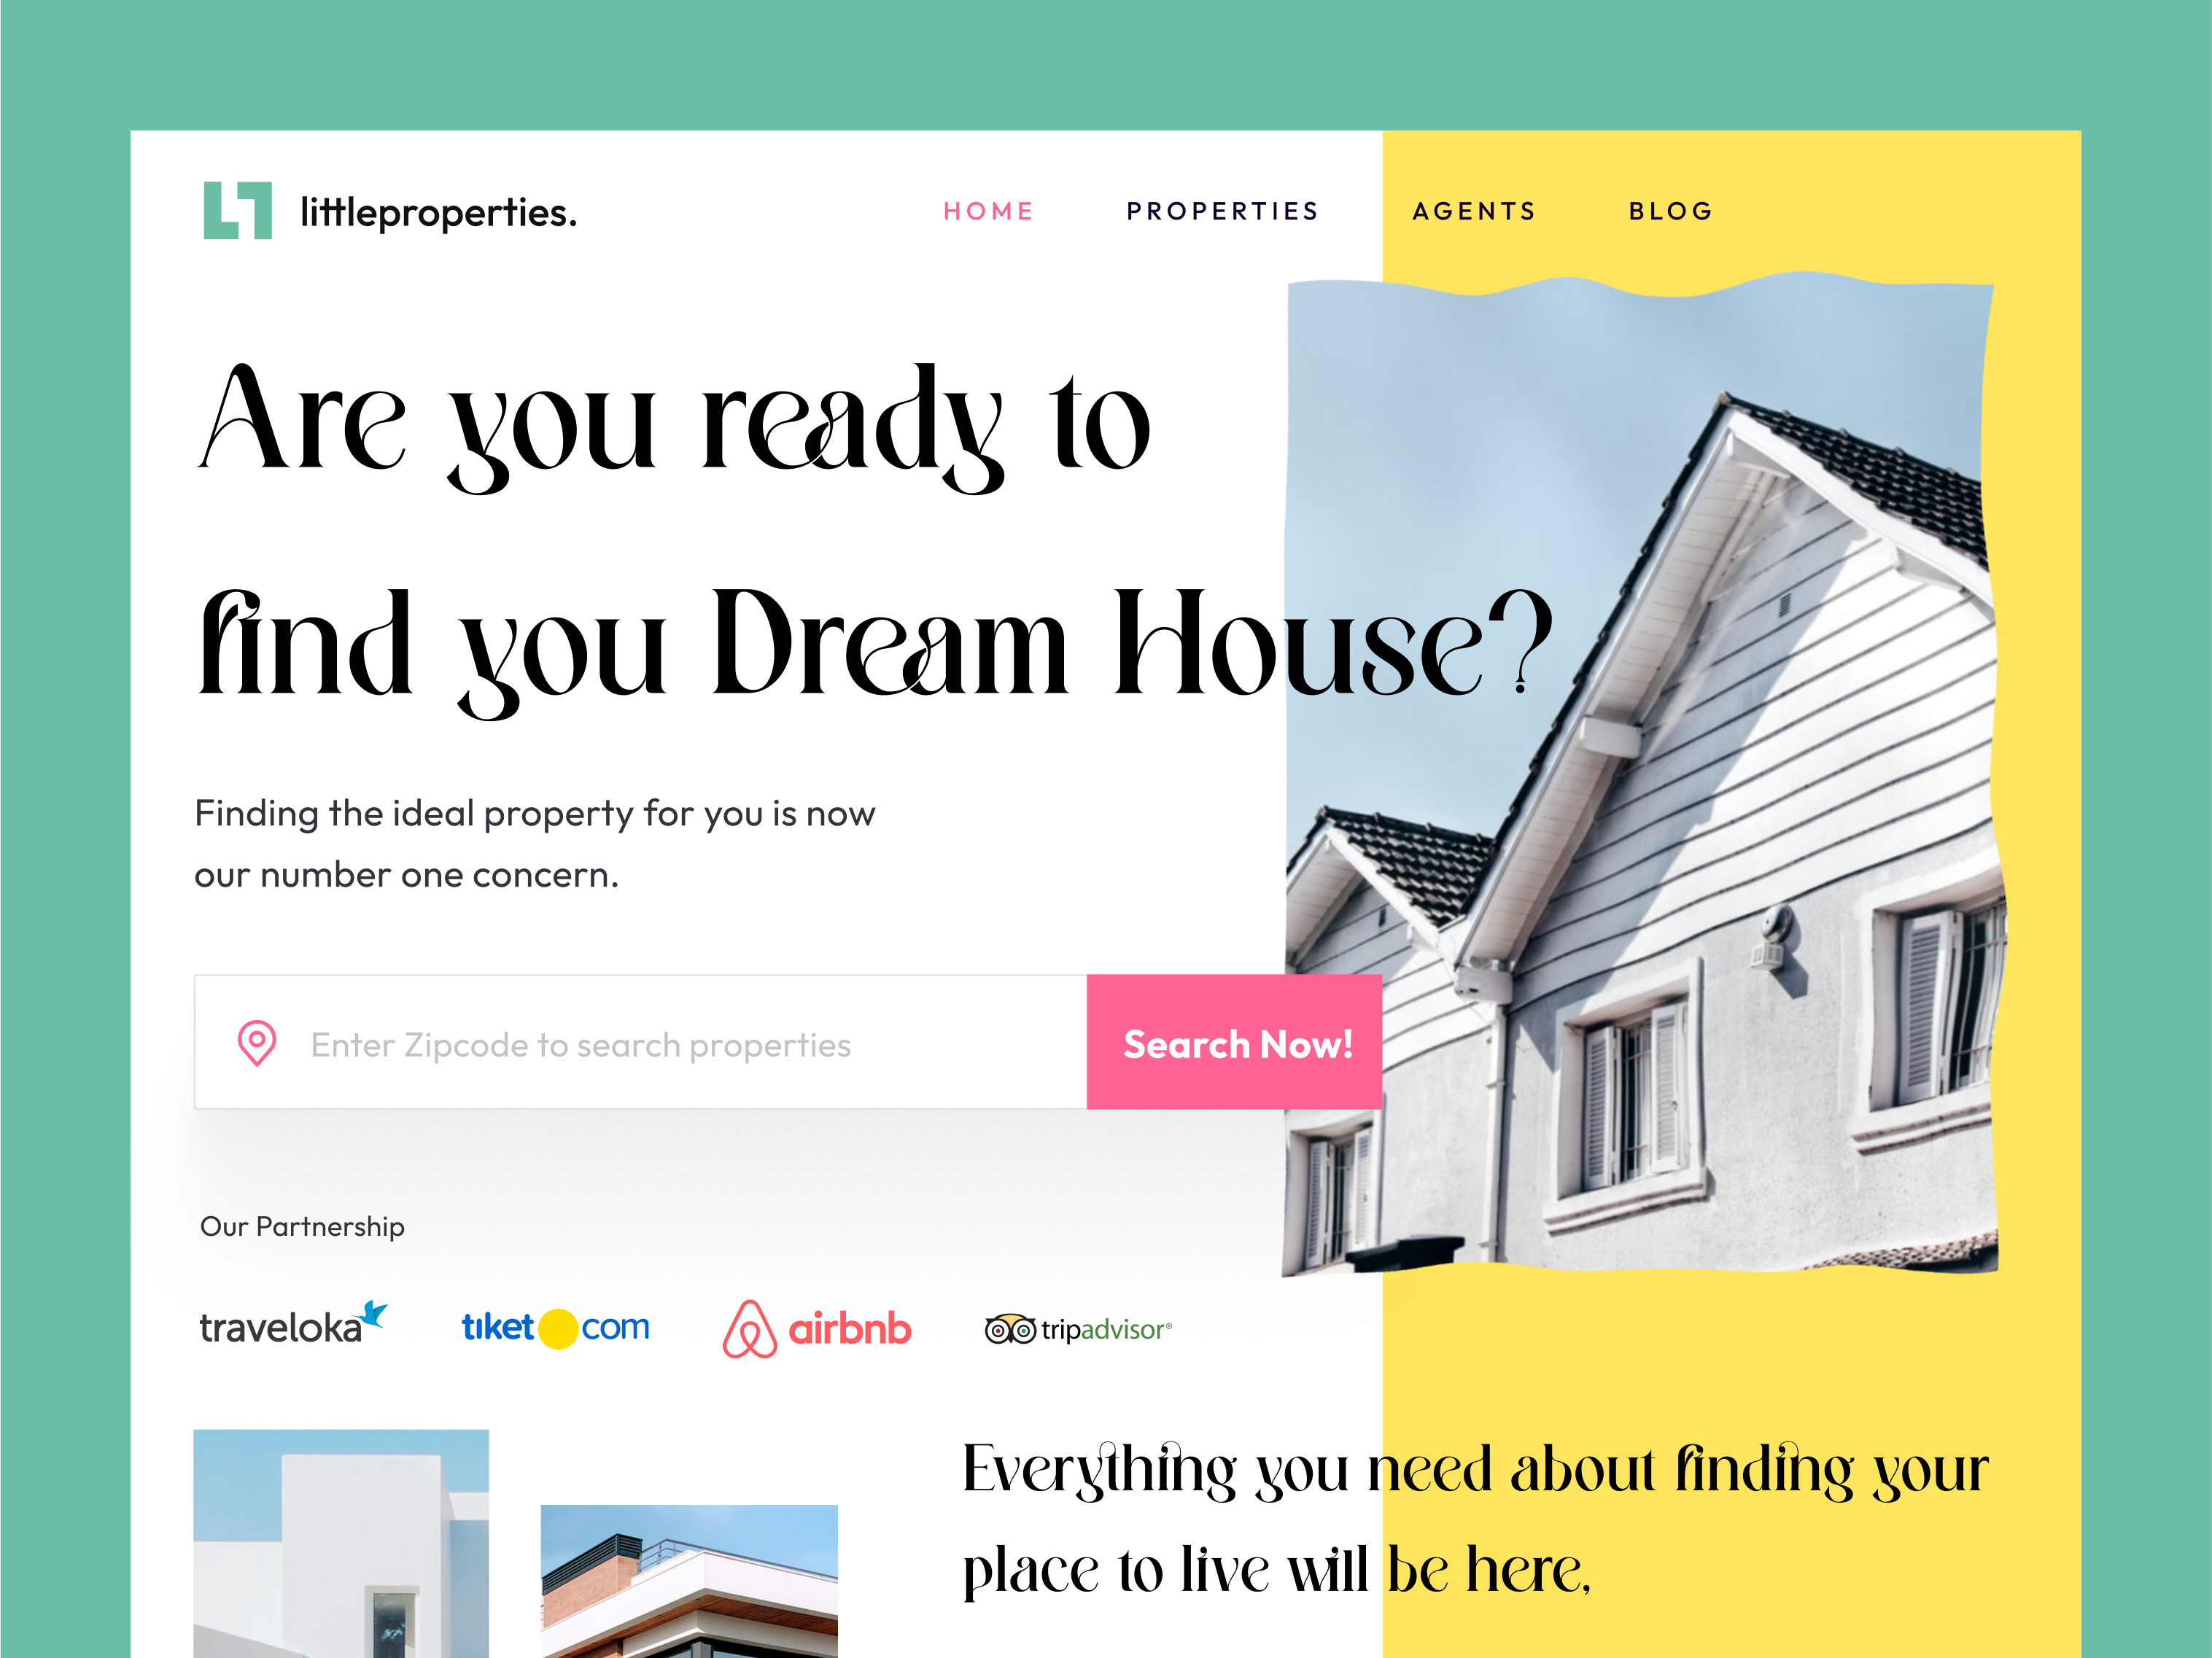 littleproperties.
HOME PROPERTIES AGENTS BLOG
Are you ready to
find you Dream House?
Finding the ideal property for you is now
our number one concern.
Enter Zipcode to search properties
Search Now!
Our Partnership
traveloka
tiket com
airbnb
tripadvisor®
Everything you need about finding your
place to live will be here,